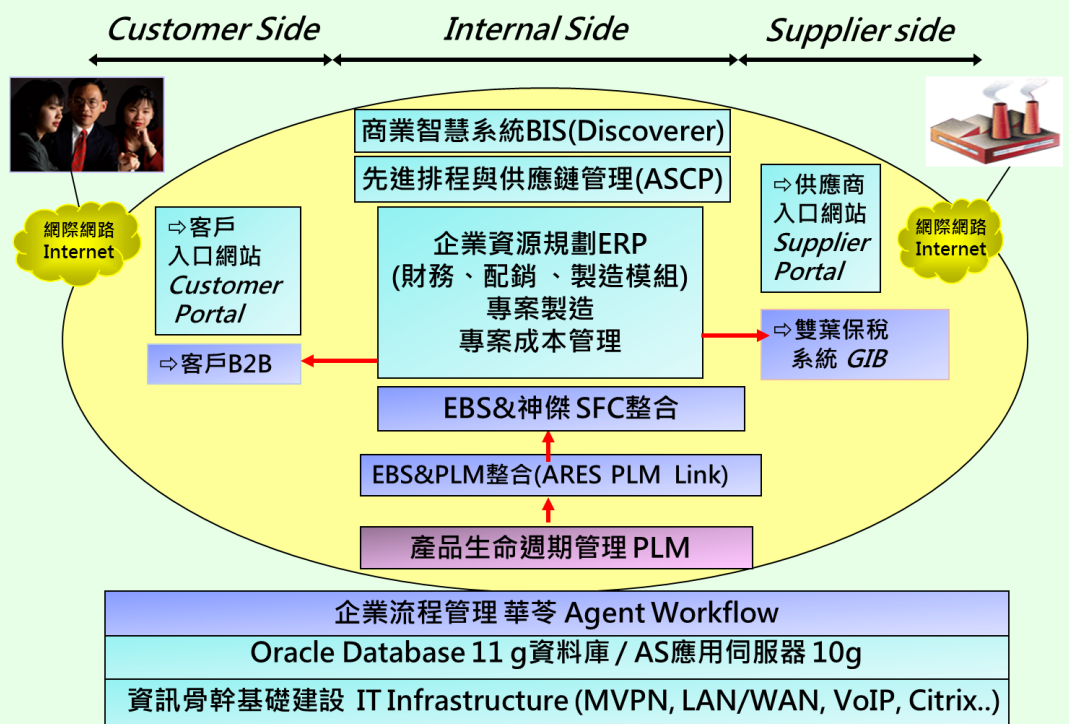 Customer Side
Internal Side
Supplier side
商業智慧系統BIS(Discoverer)
先進排程與供應鏈管理(ASCP)
網際網路
Internet
⇨客戶
入口網站
Customer
Portal
企業資源規劃ERP
(財務、配銷 、製造模組)
專案製造
專案成本管理
⇨供應商
入口網站
Supplier
Portal
網際網路
Internet
⇨客戶B2B
⇨雙葉保稅
系統 GIB
EBS&神傑 SFC整合
EBS&PLM整合(ARES PLM Link)
產品生命週期管理 PLM
企業流程管理 華苓 Agent Workflow
Oracle Database 11 g資料庫 / AS應用伺服器 10g
資訊骨幹基礎建設 IT Infrastructure (MVPN, LAN/WAN, VoIP, Citrix..)